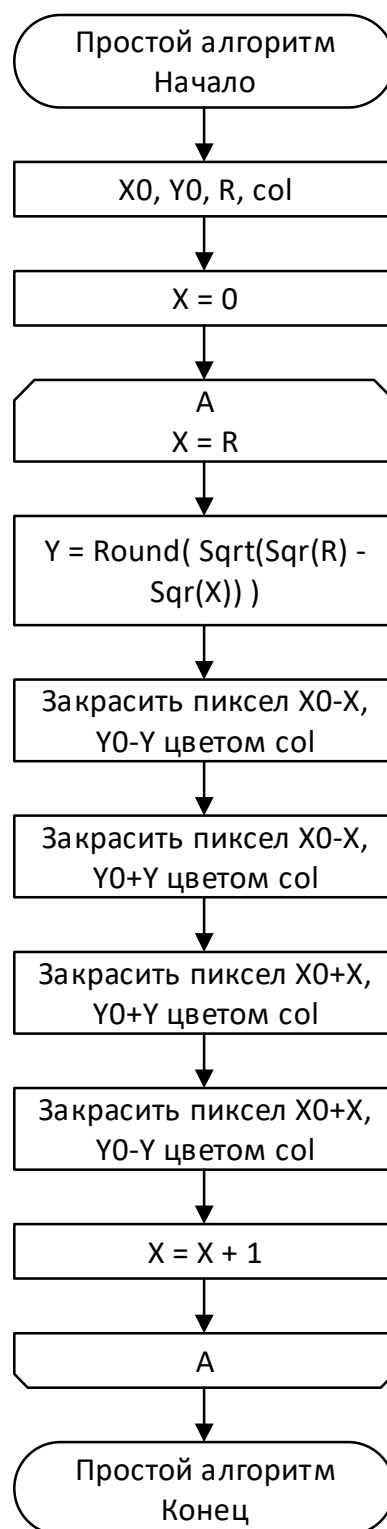 Простой алгоритм
Начало
X0, Y0, R, col
X = 0
A
X = R
Y = Round( Sqrt(Sqr(R) -
Sqr(X)) )
Закрасить пиксел X0-X,
Y0-Y цветом col
Закрасить пиксел X0-X,
Y0+Y цветом col
Закрасить пиксел X0+X,
Y0+Y цветом col
Закрасить пиксел X0+X,
Y0-Y цветом col
X = X + 1
A
Простой алгоритм
Конец